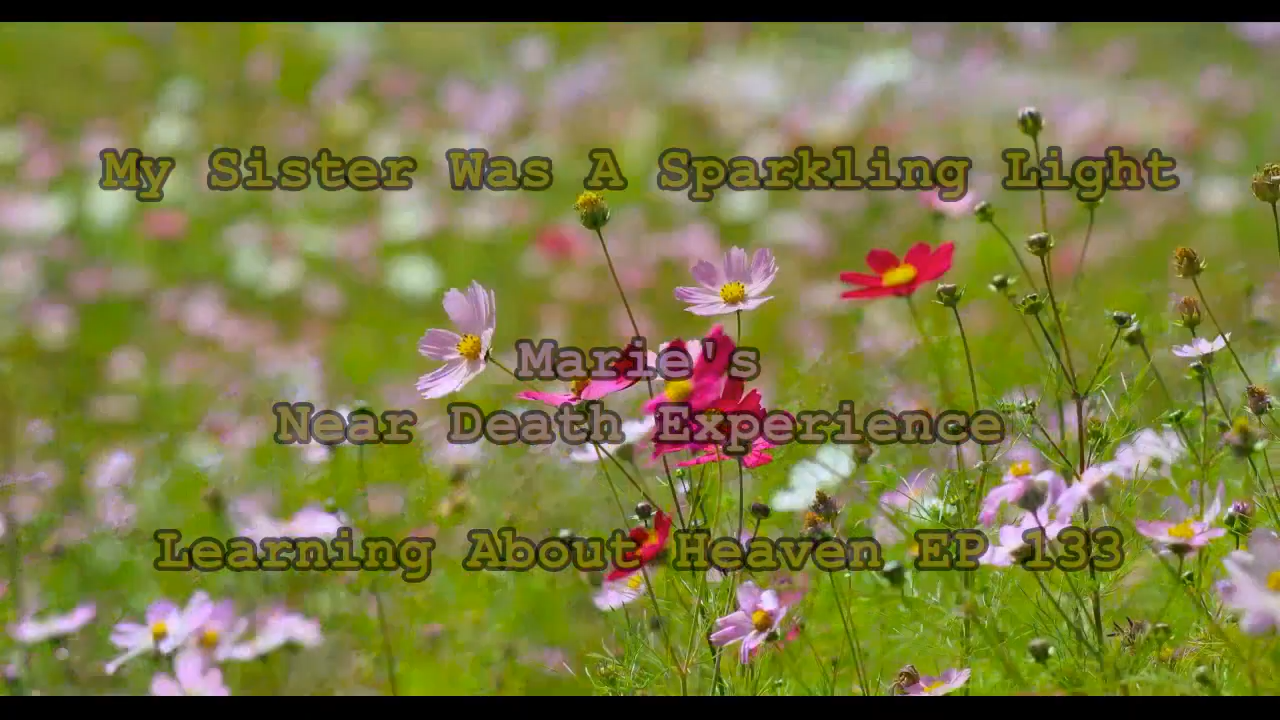 My Sister Was A Sparkling Light
Marie's
Near Death Experience
Learning About Heaven EP 133